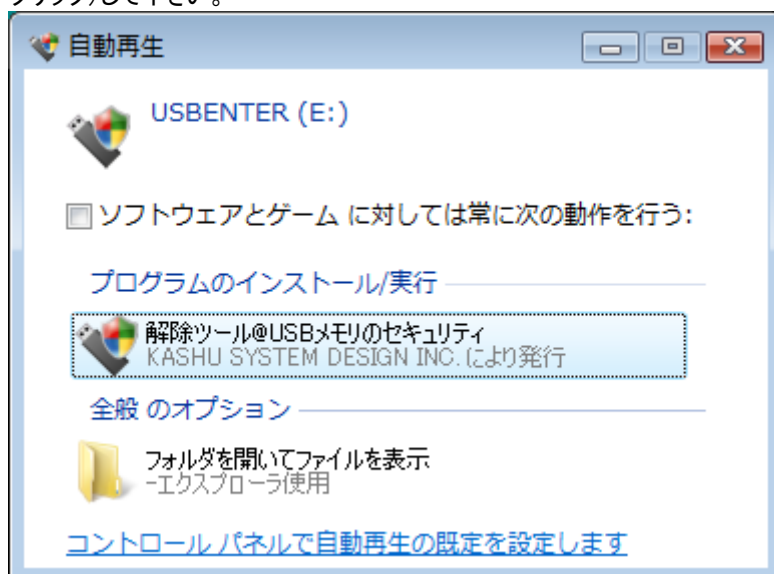 クリック)して下さい。
自動再生
USBENTER (E:)
ソフトウェアとゲーム に対しては常に次の動作を行う:
プログラムのインストール/実行
解除ツール@USBメモリのセキュリティ
KASHU SYSTEM DESIGN INC. により発行
全般 のオプション
フォルダを開いてファイルを表示
-エクスプローラ使用
コントロール パネルで自動再生の既定を設定します